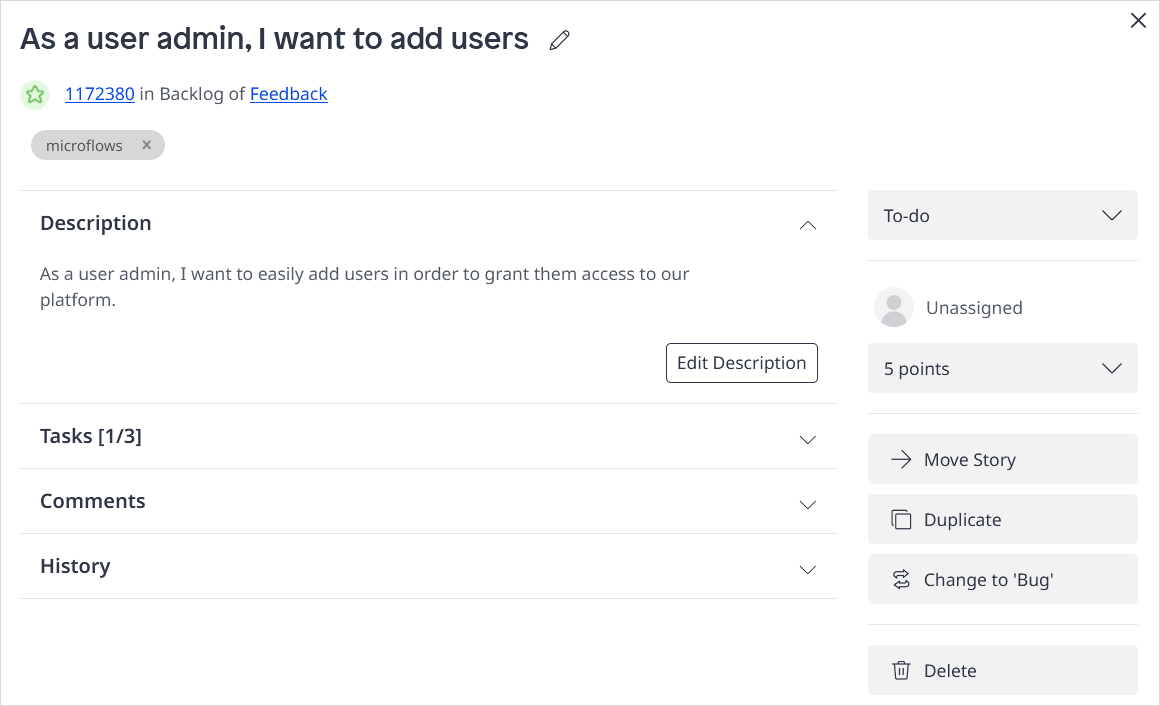 As a user admin, I want to add users
1172380 in Backlog of Feedback
microflows
Description
As a user admin, I want to easily add users in order to grant them access to our
platform.
Edit Description
Tasks [1/3]
Comments
History
To-do
Unassigned
5 points
Move Story
Duplicate
Change to 'Bug'
Delete